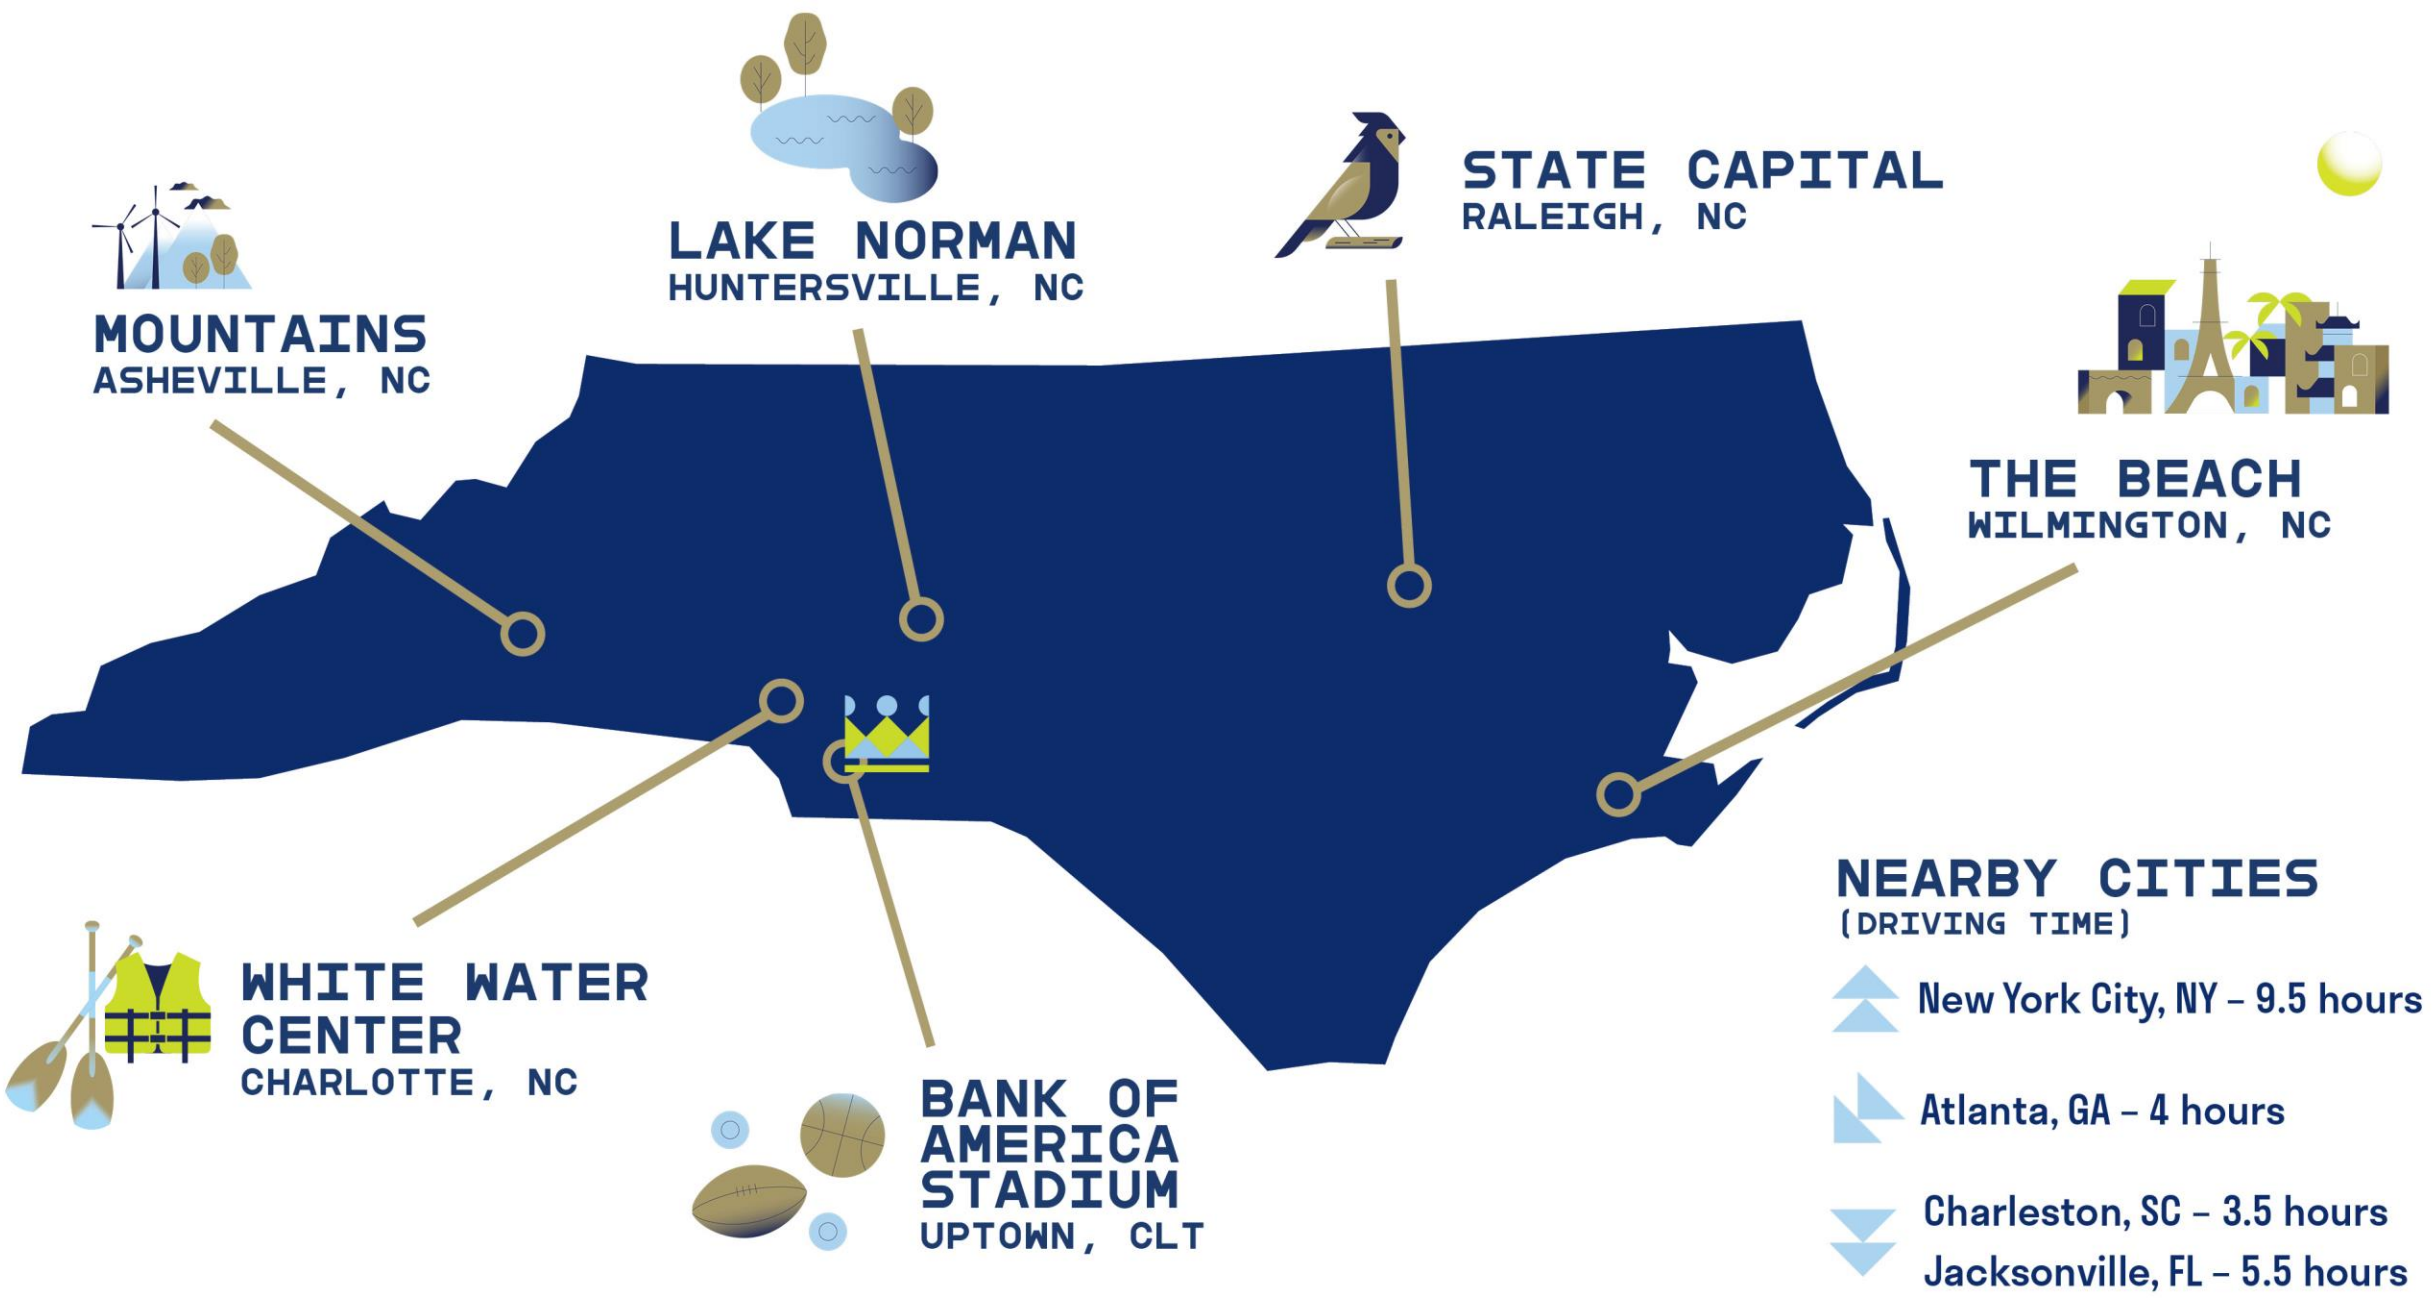 MOUNTAINS
ASHEVILLE, NC
LAKE NORMAN
HUNTERSVILLE, NC
STATE CAPITAL
RALEIGH, NC
THE BEACH
WILMINGTON, NC
WHITE WATER
CENTER
CHARLOTTE, NC
BANK OF
AMERICA
STADIUM
UPTOWN, CLT
NEARBY CITIES
(DRIVING TIME)
New York City, NY – 9.5 hours
Atlanta, GA – 4 hours
Charleston, SC – 3.5 hours
Jacksonville, FL – 5.5 hours